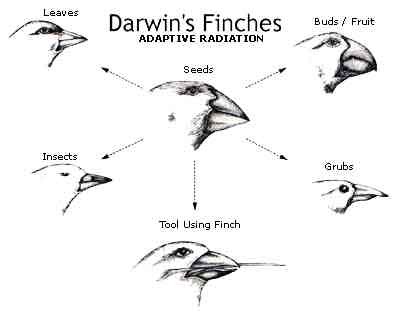 Leaves
Darwin's Finches
ADAPTIVE RADIATION
Buds / Fruit
Seeds
Insects
Grubs
Tool Using Finch